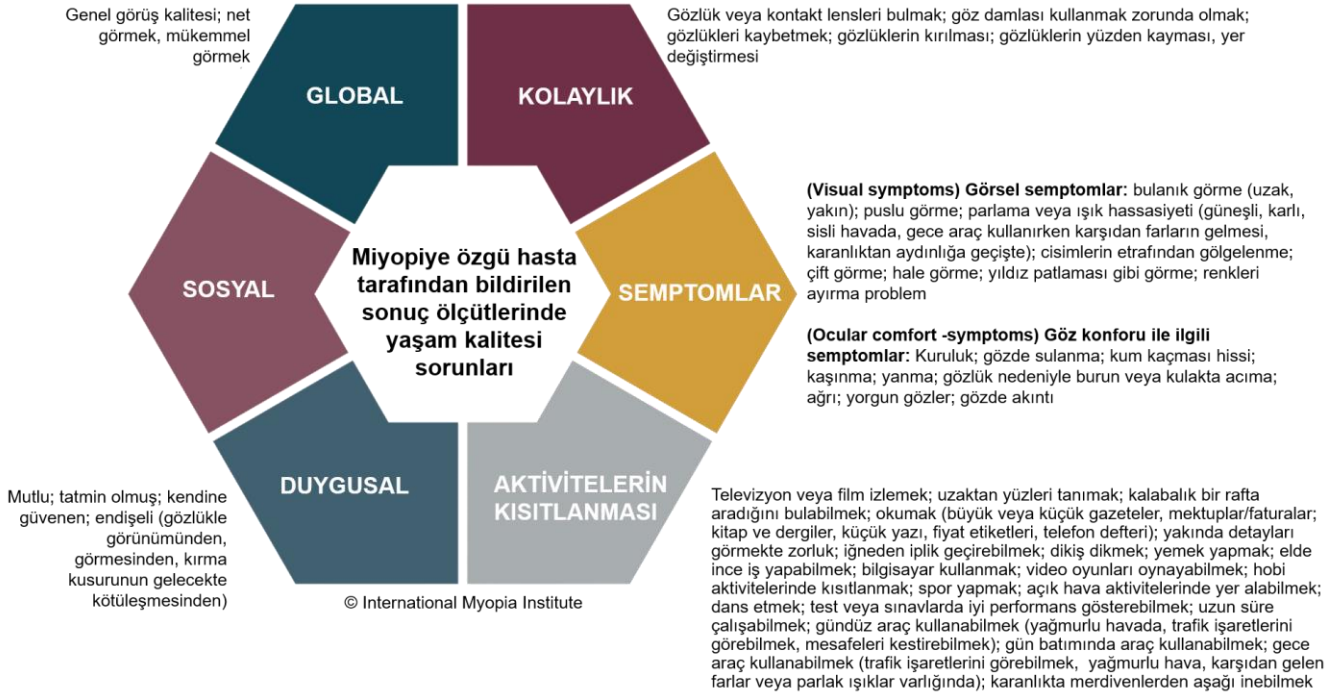 Genel görüş kalitesi; net
görmek, mükemmel
görmek
GLOBAL
Gözlük veya kontakt lensleri bulmak; göz damlası kullanmak zorunda olmak;
gözlükleri kaybetmek; gözlüklerin kırılması; gözlüklerin yüzden kayması, yer
değiştirmesi
KOLAYLIK
(Visual symptoms) Görsel semptomlar: bulanık görme (uzak,
yakın); puslu görme; parlama veya ışık hassasiyeti (güneşli, karlı,
sisli havada, gece araç kullanırken karşıdan farların gelmesi,
karanlıktan aydınlığa geçişte); cisimlerin etrafından gölgelenme;
çift görme; hale görme; yıldız patlaması gibi görme; renkleri
ayırma problem
(Ocular comfort -symptoms) Göz konforu ile ilgili
semptomlar: Kuruluk; gözde sulanma; kum kaçması hissi;
kaşınma; yanma; gözlük nedeniyle burun veya kulakta acıma;
ağrı; yorgun gözler; gözde akıntı
SEMPTOMLAR
Miyopiye özgü hasta
tarafından bildirilen
sonuç ölçütlerinde
yaşam kalitesi
sorunları
SOSYAL
DUYGUSAL
Mutlu; tatmin olmuş; kendine
güvenen; endişeli (gözlükle
görünümünden,
görmesinden, kırma
kusurunun gelecekte
kötüleşmesinden)
AKTİVİTELERİN
KISITLANMASI
Televizyon veya film izlemek; uzaktan yüzleri tanımak; kalabalık bir rafta
aradığını bulabilmek; okumak (büyük veya küçük gazeteler, mektuplar/faturalar;
kitap ve dergiler, küçük yazı, fiyat etiketleri, telefon defteri); yakında detayları
görmekte zorluk; iğneden iplik geçirebilmek; dikiş dikmek; yemek yapmak; elde
ince iş yapabilmek; bilgisayar kullanmak; video oyunları oynayabilmek; hobi
aktivitelerinde kısıtlanmak; spor yapmak; açık hava aktivitelerinde yer alabilmek;
dans etmek; test veya sınavlarda iyi performans gösterebilmek; uzun süre
çalışabilmek; gündüz araç kullanabilmek (yağmurlu havada, trafik işaretlerini
görebilmek, mesafeleri kestirebilmek); gün batımında araç kullanabilmek; gece
araç kullanabilmek (trafik işaretlerini görebilmek, yağmurlu hava, karşıdan gelen
farlar veya parlak ışıklar varlığında); karanlıkta merdivenlerden aşağı inebilmek
© International Myopia Institute